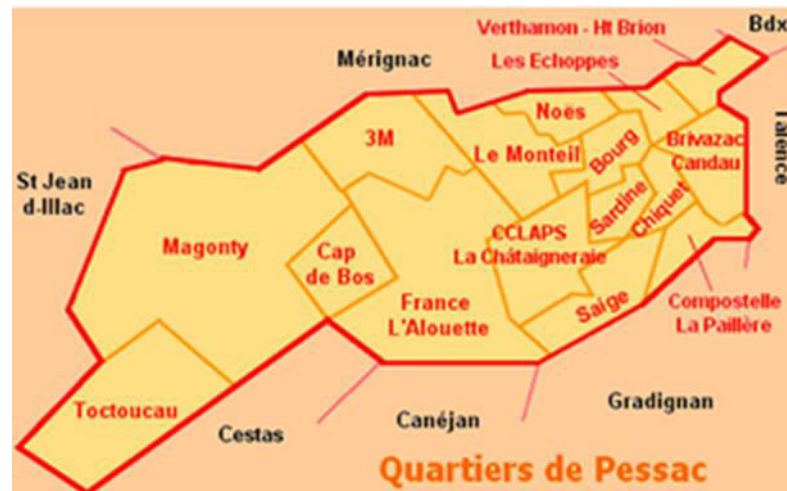 Verthamon - Ht Brion
Bdx
Les Echoppes
Mérignac
Noës
Talence
3M
Le Monteil
Bourg
Brivazac
Candau
St Jean
d-Illac
Sardine
Chiquet
Magonty
Cap
de Bos
CCLAPS
La Châtaigneraie
France
L'Alouette
Saige
Compostelle
La Paillère
Toctoucau
Cestas
Canéjan
Gradignan
Quartiers de Pessac